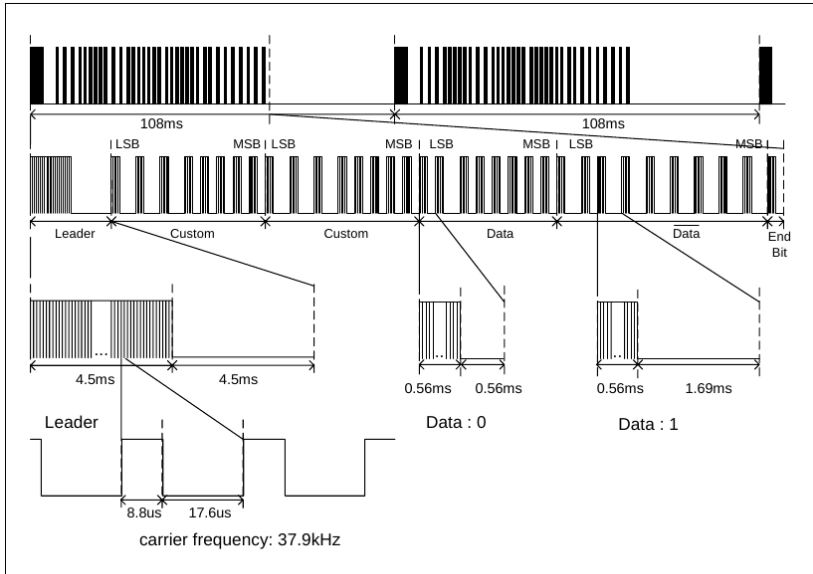 108ms 108ms
LSB MSB LSB MSB LSB MSB LSB MSB
Leader Custom Custom Data Data End
Bit
...
.. ..
4.5ms 4.5ms 0.56ms 0.56ms 0.56ms 1.69ms
Leader Data : 0 Data : 1
8.8us 17.6us
carrier frequency: 37.9kHz